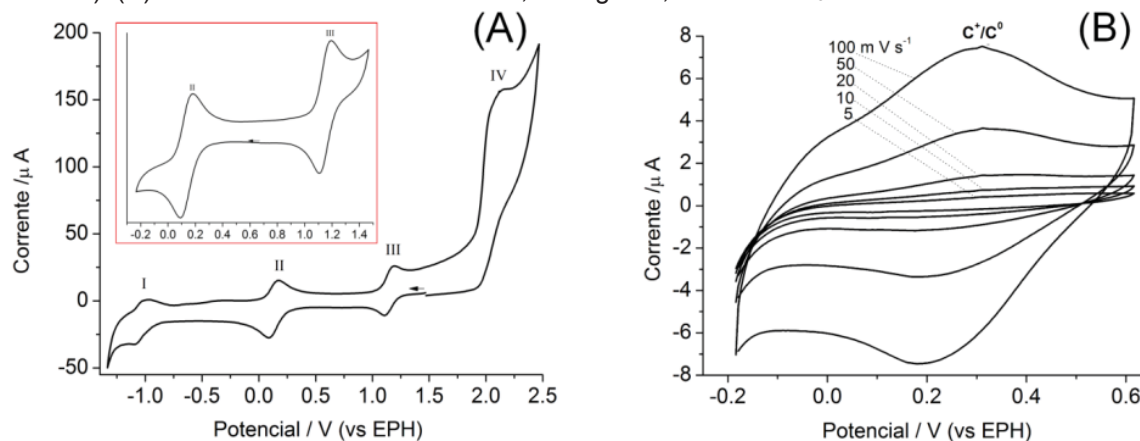 (A)
200
150
100
50
0
-50
Corrente /µ A
-1.0 -0.5 0.0 0.5 1.0 1.5 2.0 2.5
Potencial / V (vs EPH)
I
II
III
IV
II
III
-0.2 0.0 0.2 0.4 0.6 0.8 1.0 1.2 1.4
(B)
8
6
4
2
0
-2
-4
-6
-8
Corrente /µ A
-0.2 0.0 0.2 0.4 0.6
Potencial / V (vs EPH)
C⁺/C⁰
100 mV s⁻¹
50
20
10
5